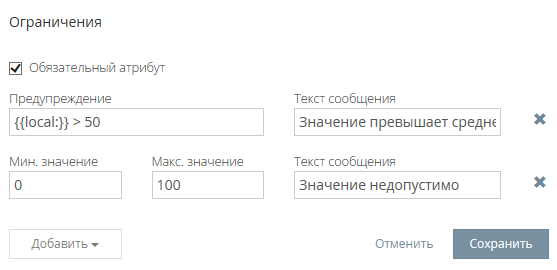 Ограничения
Обязательный атрибут
Предупреждение Текст сообщения
{{local:}} > 50 Значение превышает средне
Мин. значение Макс. значение Текст сообщения
0 100 Значение недопустимо
Добавить Отменить Сохранить